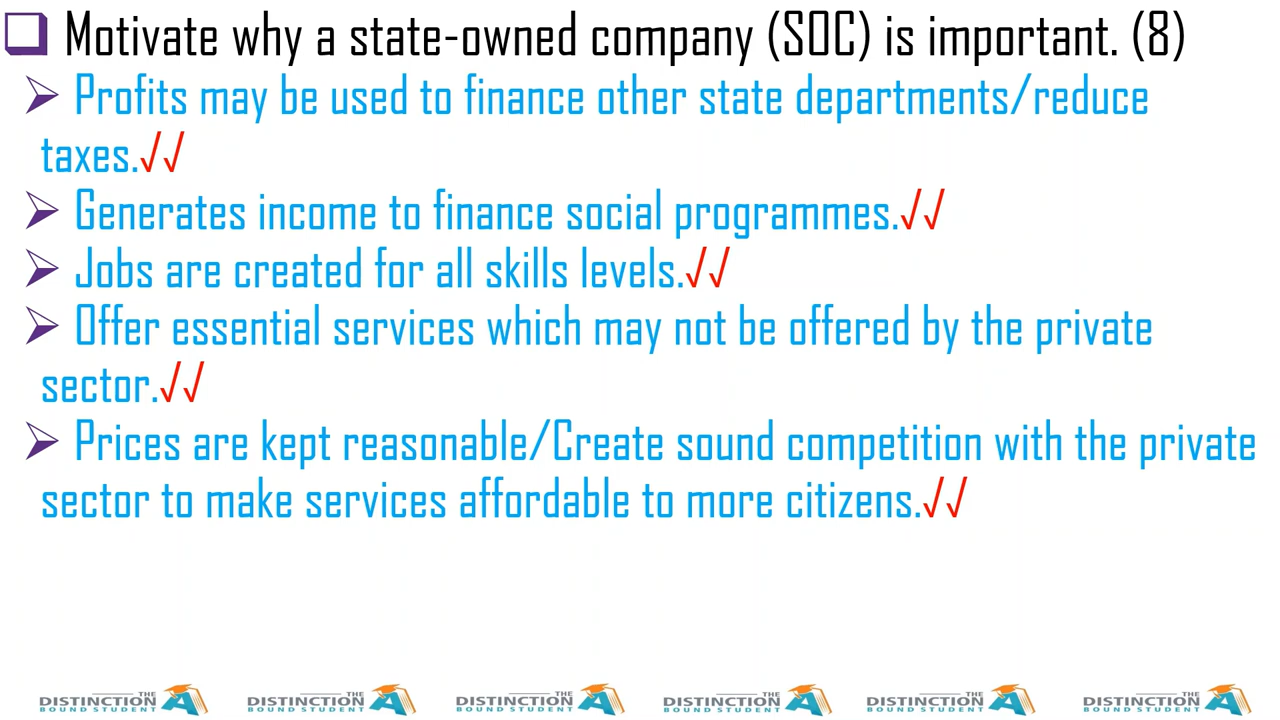 Motivate why a state-owned company (SOC) is important. (8)
Profits may be used to finance other state departments/reduce
taxes.√√
Generates income to finance social programmes.√√
Jobs are created for all skills levels.√√
Offer essential services which may not be offered by the private
sector.√√
Prices are kept reasonable/Create sound competition with the private
sector to make services affordable to more citizens.√√
THE
DISTINCTION
BOUND STUDENT
THE
DISTINCTION
BOUND STUDENT
THE
DISTINCTION
BOUND STUDENT
THE
DISTINCTION
BOUND STUDENT
THE
DISTINCTION
BOUND STUDENT
THE
DISTINCTION
BOUND STUDENT